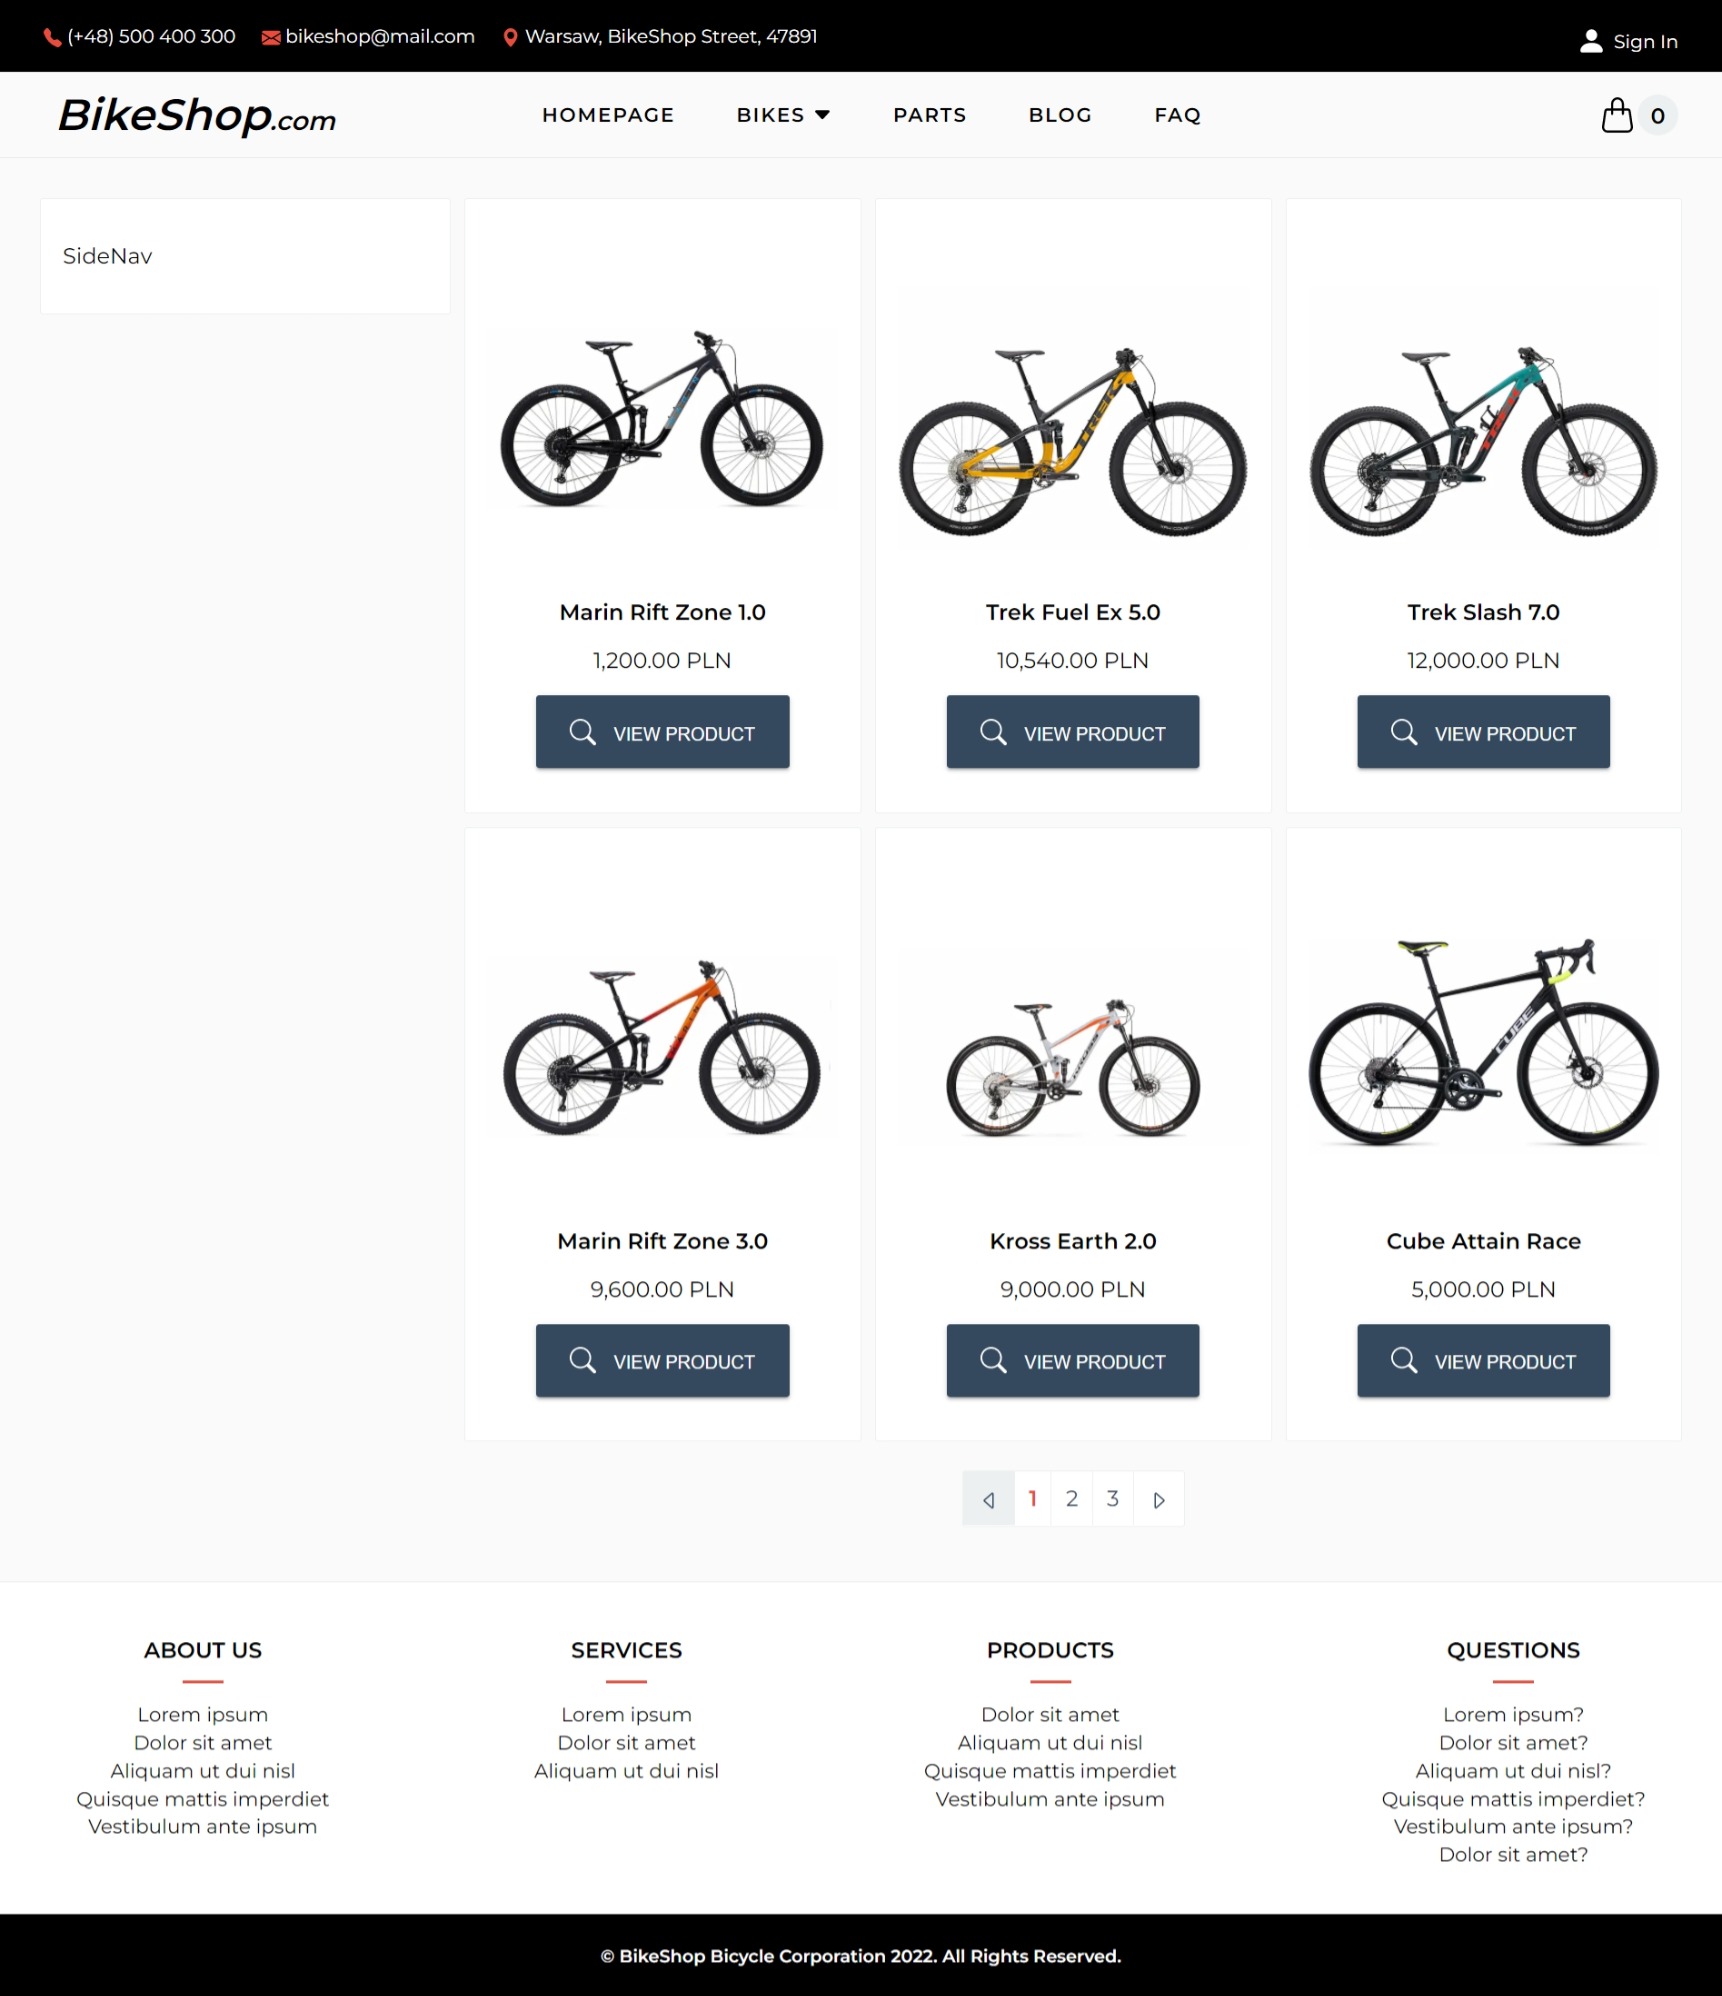 (+48) 500 400 300 bikeshop@mail.com Warsaw, BikeShop Street, 47891 Sign In
BikeShop.com HOMEPAGE BIKES PARTS BLOG FAQ 0
SideNav
Marin Rift Zone 1.0
1,200.00 PLN
VIEW PRODUCT
Trek Fuel Ex 5.0
10,540.00 PLN
VIEW PRODUCT
Trek Slash 7.0
12,000.00 PLN
VIEW PRODUCT
Marin Rift Zone 3.0
9,600.00 PLN
VIEW PRODUCT
Kross Earth 2.0
9,000.00 PLN
VIEW PRODUCT
CUBE
Cube Attain Race
5,000.00 PLN
VIEW PRODUCT
1 2 3
ABOUT US
Lorem ipsum
Dolor sit amet
Aliquam ut dui nisl
Quisque mattis imperdiet
Vestibulum ante ipsum
SERVICES
Lorem ipsum
Dolor sit amet
Aliquam ut dui nisl
PRODUCTS
Dolor sit amet
Aliquam ut dui nisl
Quisque mattis imperdiet
Vestibulum ante ipsum
QUESTIONS
Lorem ipsum?
Dolor sit amet?
Aliquam ut dui nisl?
Quisque mattis imperdiet?
Vestibulum ante ipsum?
Dolor sit amet?
© BikeShop Bicycle Corporation 2022. All Rights Reserved.